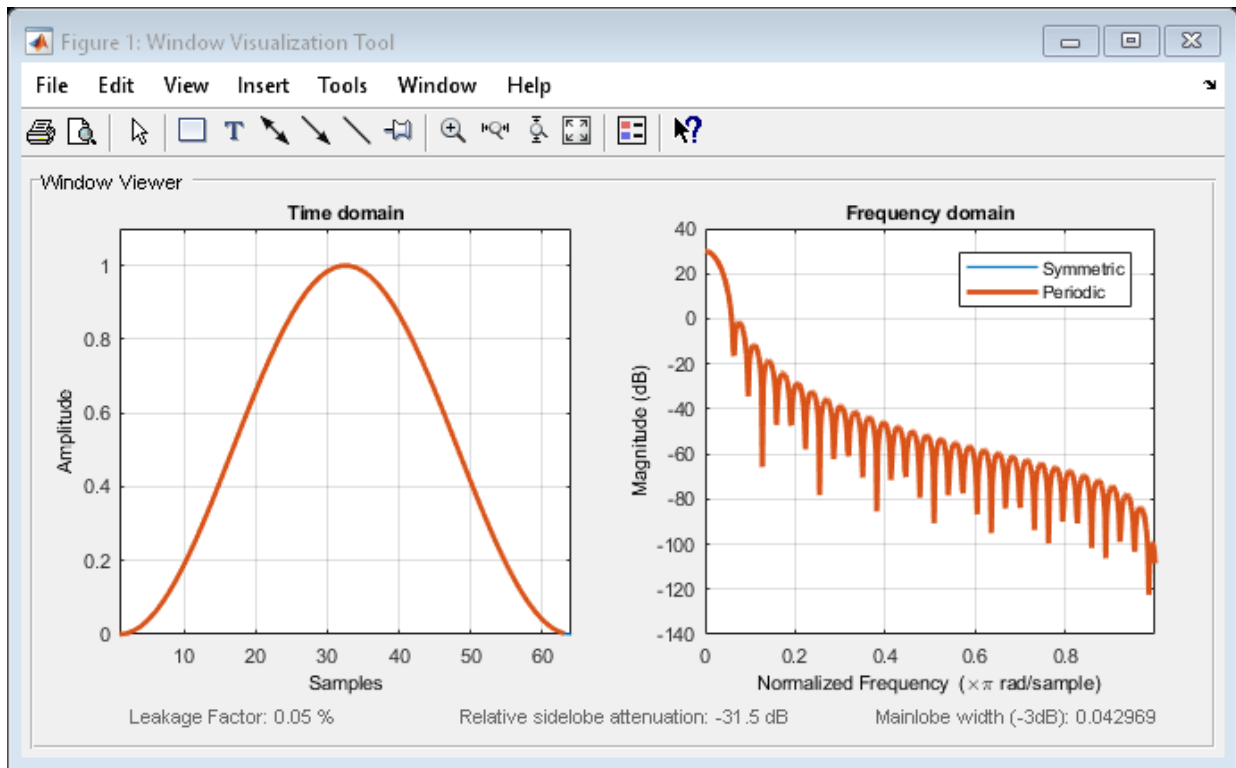 Figure 1: Window Visualization Tool
File Edit View Insert Tools Window Help
T
?
Window Viewer
Time domain
1
0.8
0.6
0.4
0.2
0
Amplitude
10 20 30 40 50 60
Samples
Frequency domain
40
20
0
-20
-40
-60
-80
-100
-120
-140
Magnitude (dB)
Symmetric
Periodic
0 0.2 0.4 0.6 0.8
Normalized Frequency (×π rad/sample)
Leakage Factor: 0.05 %
Relative sidelobe attenuation: -31.5 dB
Mainlobe width (-3dB): 0.042969